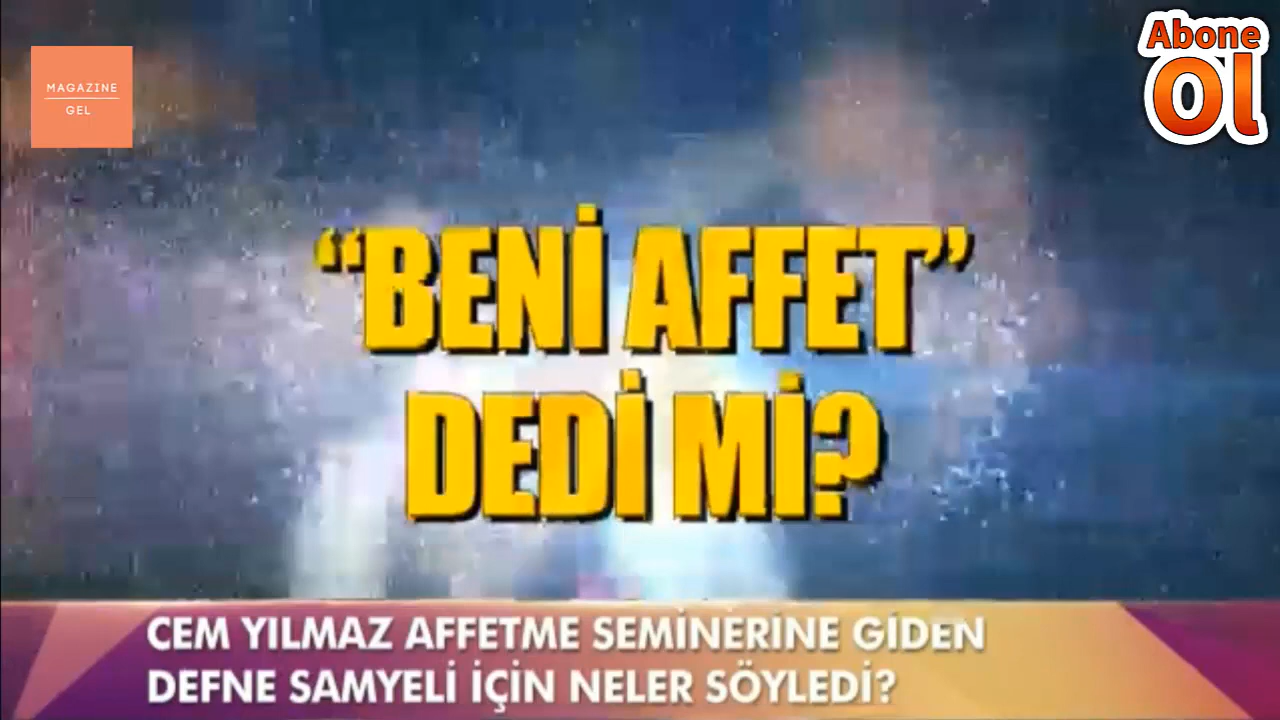 MAGAZINE
GEL
Abone
Ol
“BENİ AFFET”
DEDİ Mİ?
CEM YILMAZ AFFETME SEMİNERİNE GİDEN
DEFNE SAMYELİ İÇİN NELER SÖYLEDİ?